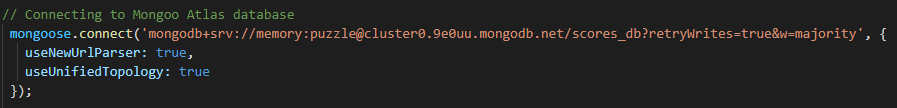 // Connecting to Mongoo Atlas database
mongoose.connect('mongodb+srv://memory:puzzle@cluster0.9e0uu.mongodb.net/scores_db?retryWrites=true&w=majority', {
useNewUrlParser: true,
useUnifiedTopology: true
});